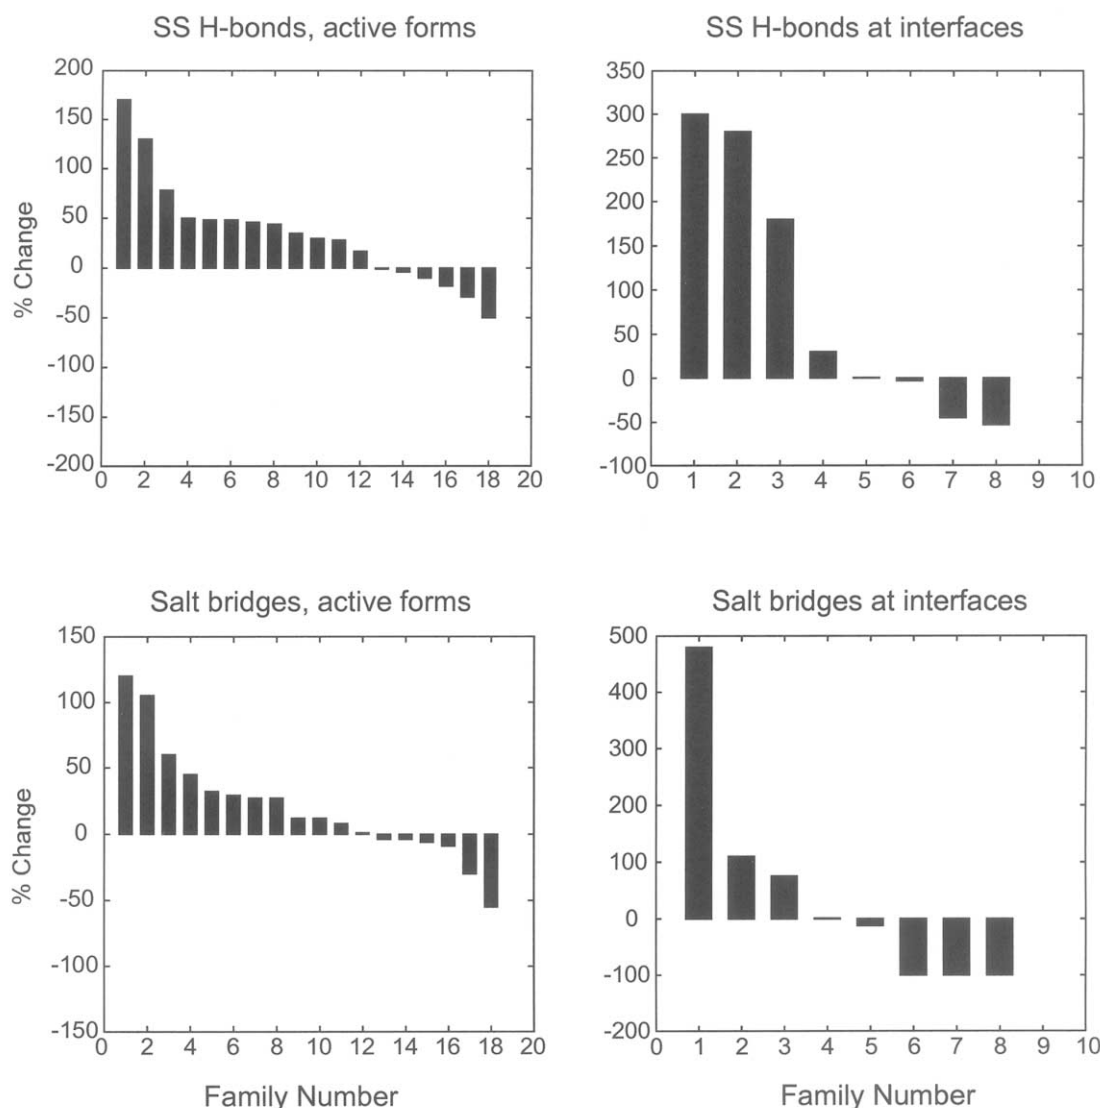 SS H-bonds, active forms
200
150
100
50
0
-50
-100
-150
-200
% Change
0 2 4 6 8 10 12 14 16 18 20
SS H-bonds at interfaces
350
300
250
200
150
100
50
0
-50
-100
0 1 2 3 4 5 6 7 8 9 10
Salt bridges, active forms
150
100
50
0
-50
-100
-150
% Change
0 2 4 6 8 10 12 14 16 18 20
Family Number
Salt bridges at interfaces
500
400
300
200
100
0
-100
-200
0 1 2 3 4 5 6 7 8 9 10
Family Number